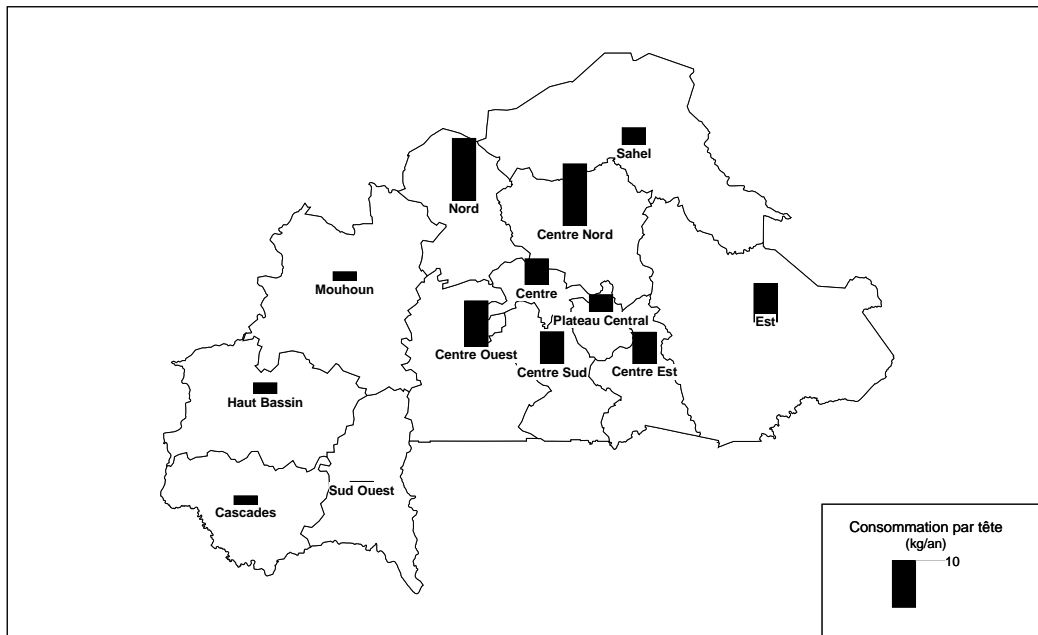 Sahel
Nord
Centre Nord
Mouhoun
Centre
Plateau Central
Est
Centre Ouest
Centre Sud
Centre Est
Haut Bassin
Sud Ouest
Cascades
Consommation par tête
(kg/an)
10